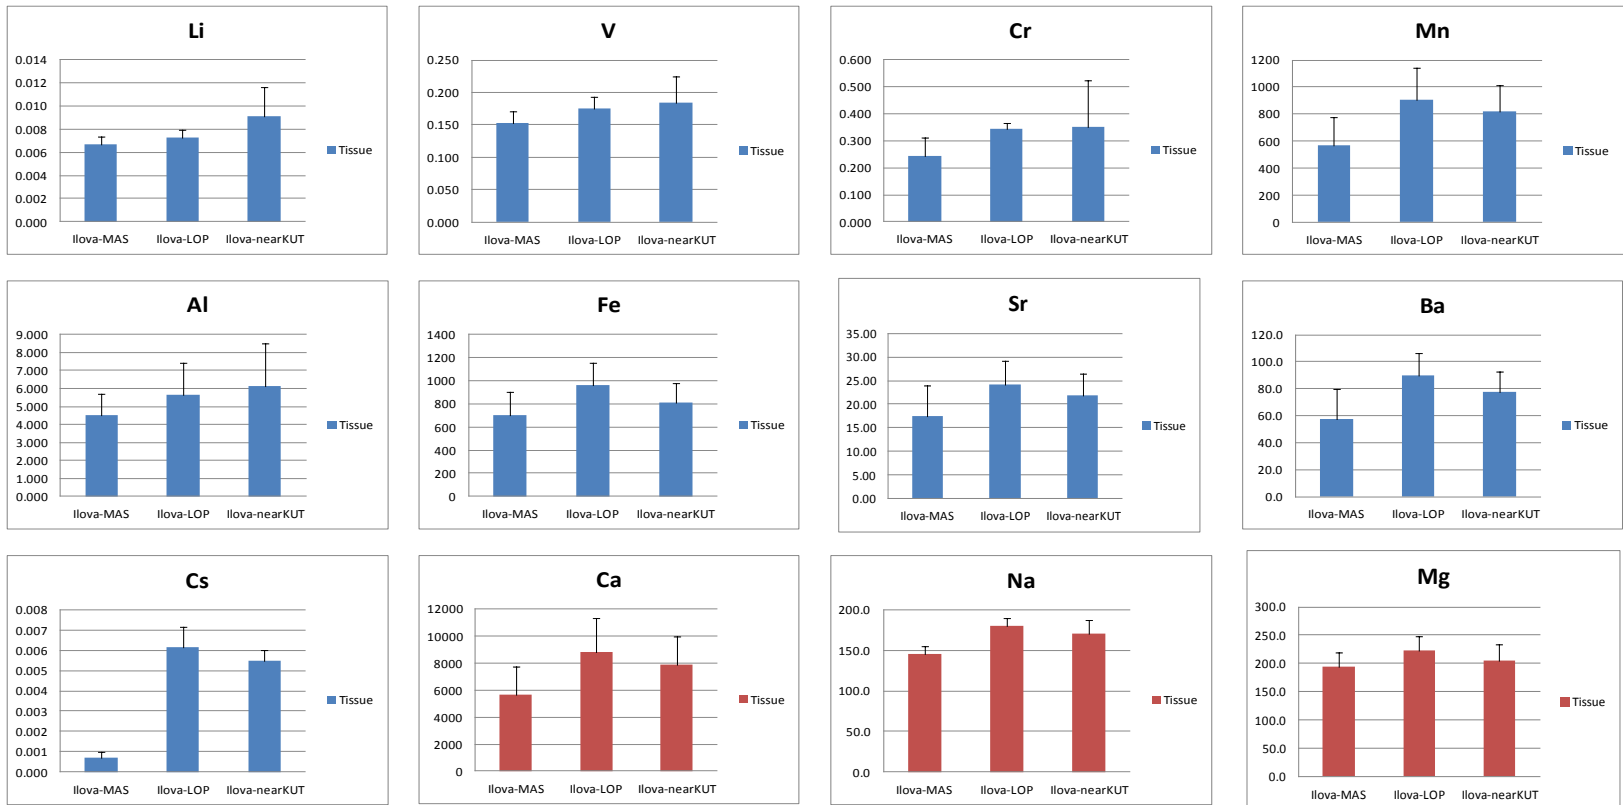 Li
0.014
0.012
0.010
0.008
0.006
0.004
0.002
0.000
Ilova-MAS Ilova-LOP Ilova-nearKUT
Tissue
V
0.250
0.200
0.150
0.100
0.050
0.000
Ilova-MAS Ilova-LOP Ilova-nearKUT
Tissue
Cr
0.600
0.500
0.400
0.300
0.200
0.100
0.000
Ilova-MAS Ilova-LOP Ilova-nearKUT
Tissue
Mn
1200
1000
800
600
400
200
0
Ilova-MAS Ilova-LOP Ilova-nearKUT
Tissue
Al
9.000
8.000
7.000
6.000
5.000
4.000
3.000
2.000
1.000
0.000
Ilova-MAS Ilova-LOP Ilova-nearKUT
Tissue
Fe
1400
1200
1000
800
600
400
200
0
Ilova-MAS Ilova-LOP Ilova-nearKUT
Tissue
Sr
35.00
30.00
25.00
20.00
15.00
10.00
5.00
0.00
Ilova-MAS Ilova-LOP Ilova-nearKUT
Tissue
Ba
120.0
100.0
80.0
60.0
40.0
20.0
0.0
Ilova-MAS Ilova-LOP Ilova-nearKUT
Tissue
Cs
0.008
0.007
0.006
0.005
0.004
0.003
0.002
0.001
0.000
Ilova-MAS Ilova-LOP Ilova-nearKUT
Tissue
Ca
12000
10000
8000
6000
4000
2000
0
Ilova-MAS Ilova-LOP Ilova-nearKUT
Tissue
Na
200.0
150.0
100.0
50.0
0.0
Ilova-MAS Ilova-LOP Ilova-nearKUT
Tissue
Mg
300.0
250.0
200.0
150.0
100.0
50.0
0.0
Ilova-MAS Ilova-LOP Ilova-nearKUT
Tissue